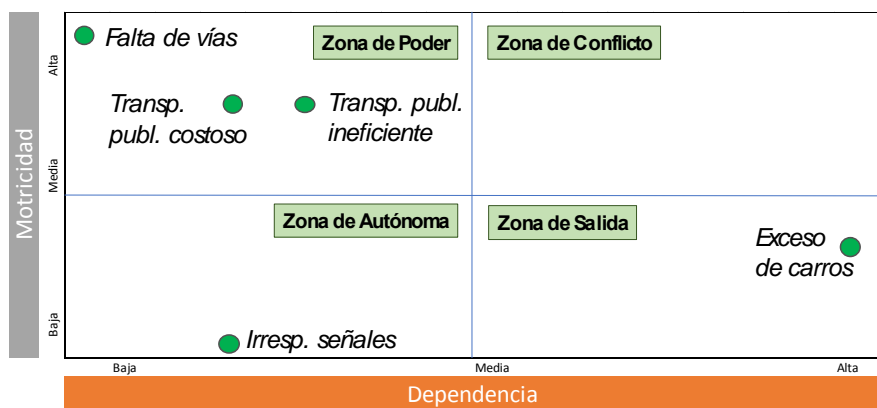 Falta de vías
Zona de Poder
Zona de Conflicto
Alta
Transp.
publ. costoso
Transp. publ.
ineficiente
Motricidad
Media
Zona de Autónoma
Zona de Salida
Exceso
de carros
Baja
Irresp. señales
Baja
Media
Alta
Dependencia